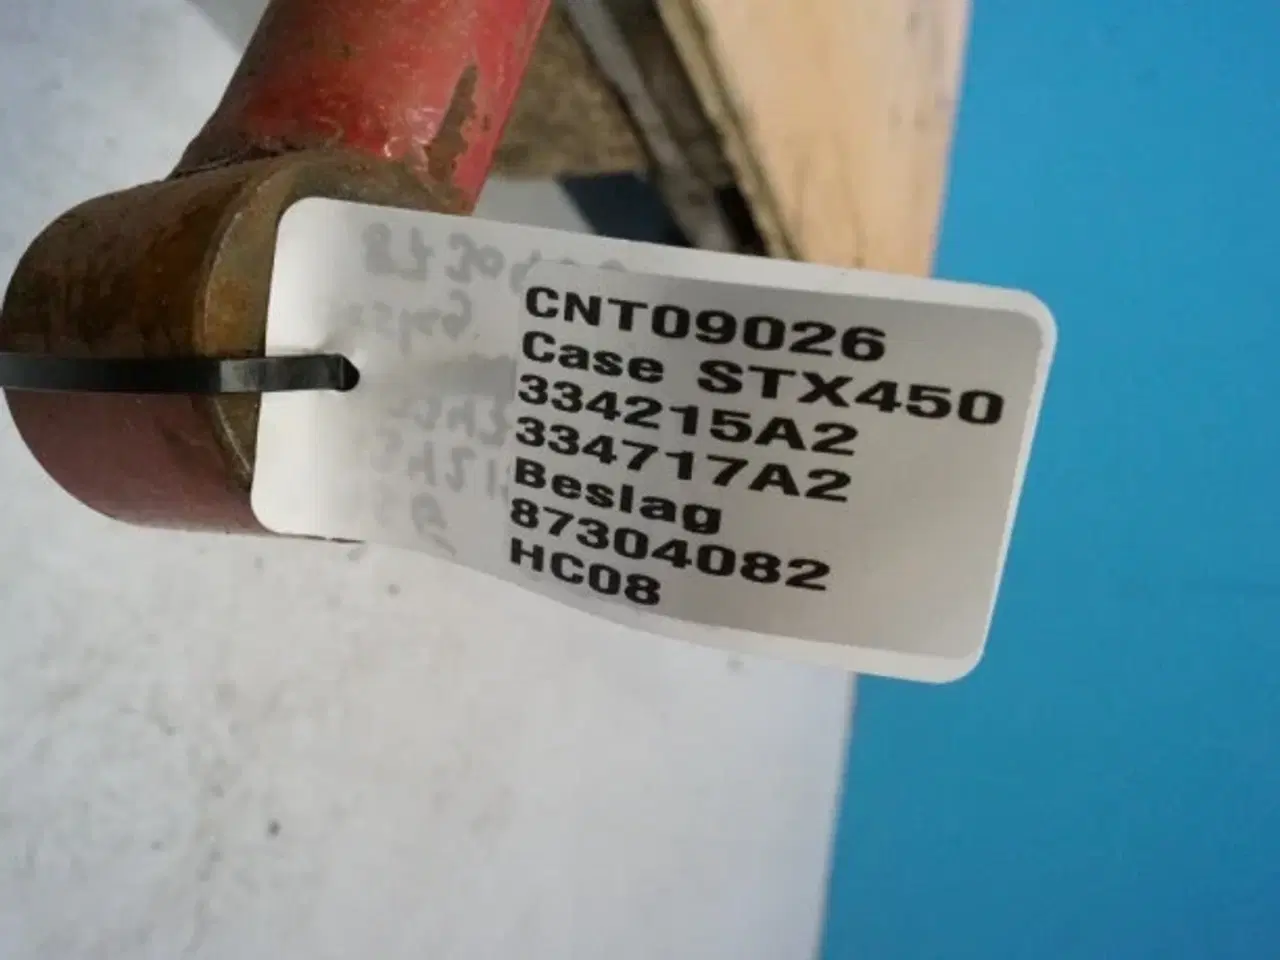 CNT09026
Case STX450
334215A2
334717A2
Beslag
87304082
HC08